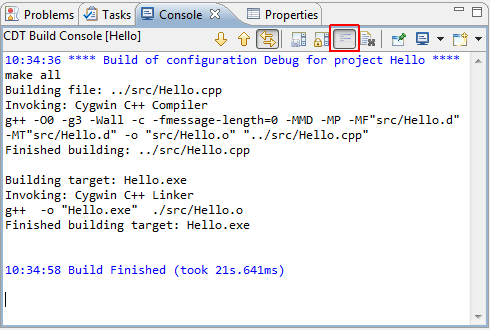 Problems Tasks Console Properties
CDT Build Console [Hello]
10:34:36 **** Build of configuration Debug for project Hello ****
make all
Building file: ../src/Hello.cpp
Invoking: Cygwin C++ Compiler
g++ -O0 -g3 -Wall -c -fmessage-length=0 -MMD -MP -MF"src/Hello.d"
-MT"src/Hello.d" -o "src/Hello.o" "../src/Hello.cpp"
Finished building: ../src/Hello.cpp
Building target: Hello.exe
Invoking: Cygwin C++ Linker
g++  -o "Hello.exe"  ./src/Hello.o
Finished building target: Hello.exe
10:34:58 Build Finished (took 21s.641ms)